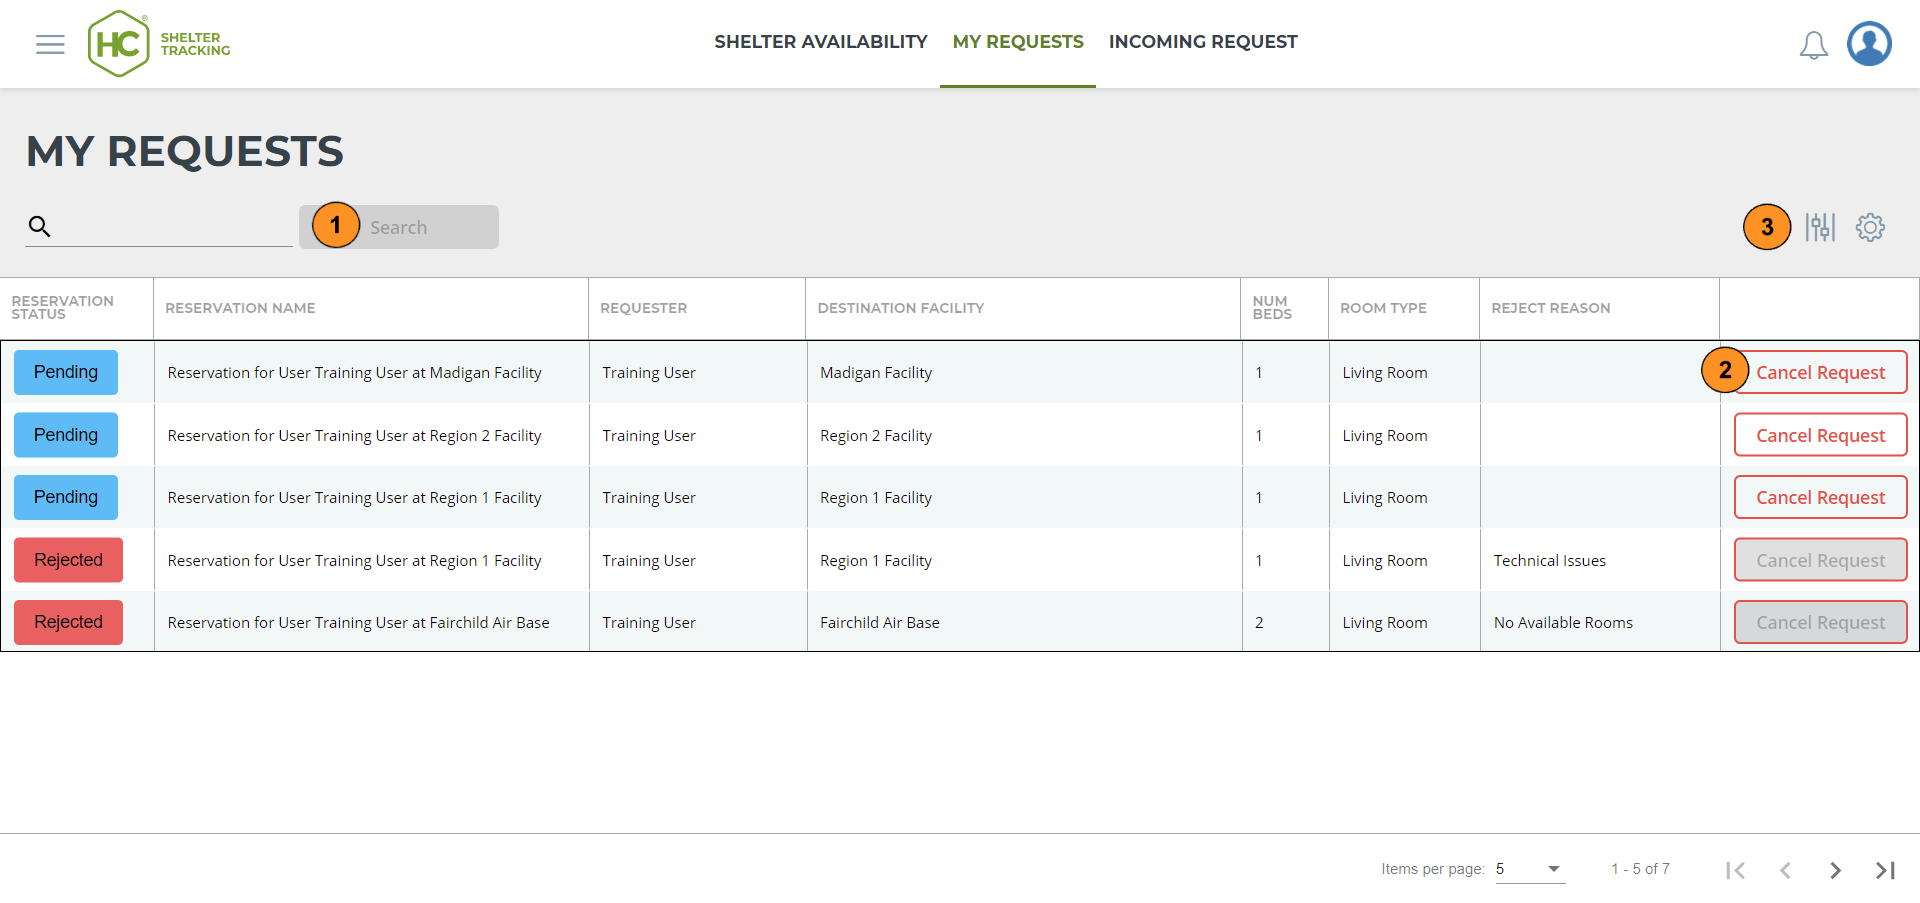 HC®
SHELTER
TRACKING
SHELTER AVAILABILITY MY REQUESTS INCOMING REQUEST
MY REQUESTS
1 Search
3
RESERVATION
STATUS
RESERVATION NAME
REQUESTER
DESTINATION FACILITY
NUM
BEDS
ROOM TYPE
REJECT REASON
Pending Reservation for User Training User at Madigan Facility Training User Madigan Facility 1 Living Room 2 Cancel Request
Pending Reservation for User Training User at Region 2 Facility Training User Region 2 Facility 1 Living Room Cancel Request
Pending Reservation for User Training User at Region 1 Facility Training User Region 1 Facility 1 Living Room Cancel Request
Rejected Reservation for User Training User at Region 1 Facility Training User Region 1 Facility 1 Living Room Technical Issues Cancel Request
Rejected Reservation for User Training User at Fairchild Air Base Training User Fairchild Air Base 2 Living Room No Available Rooms Cancel Request
Items per page: 5 1 - 5 of 7